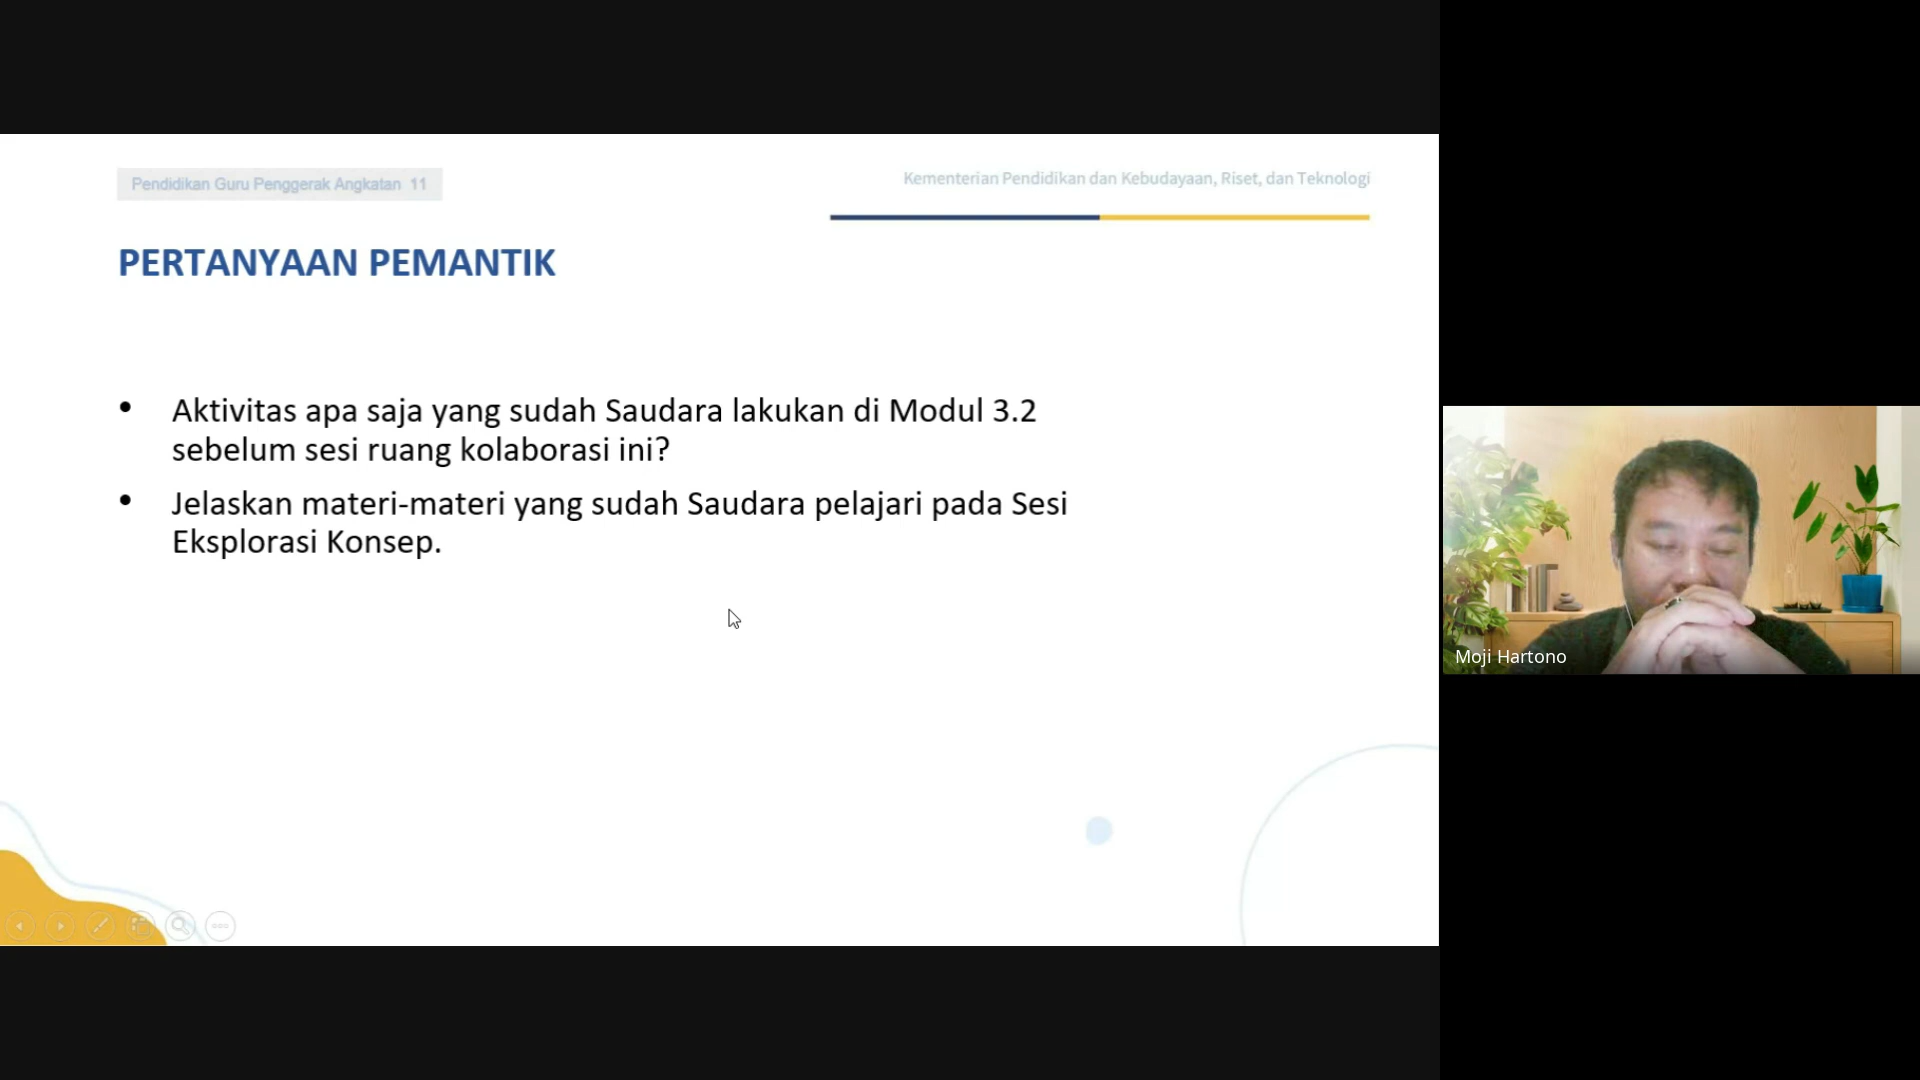 Pendidikan Guru Penggerak Angkatan 11
Kementerian Pendidikan dan Kebudayaan, Riset, dan Teknologi
PERTANYAAN PEMANTIK
• Aktivitas apa saja yang sudah Saudara lakukan di Modul 3.2
sebelum sesi ruang kolaborasi ini?
• Jelaskan materi-materi yang sudah Saudara pelajari pada Sesi
Eksplorasi Konsep.
Moji Hartono